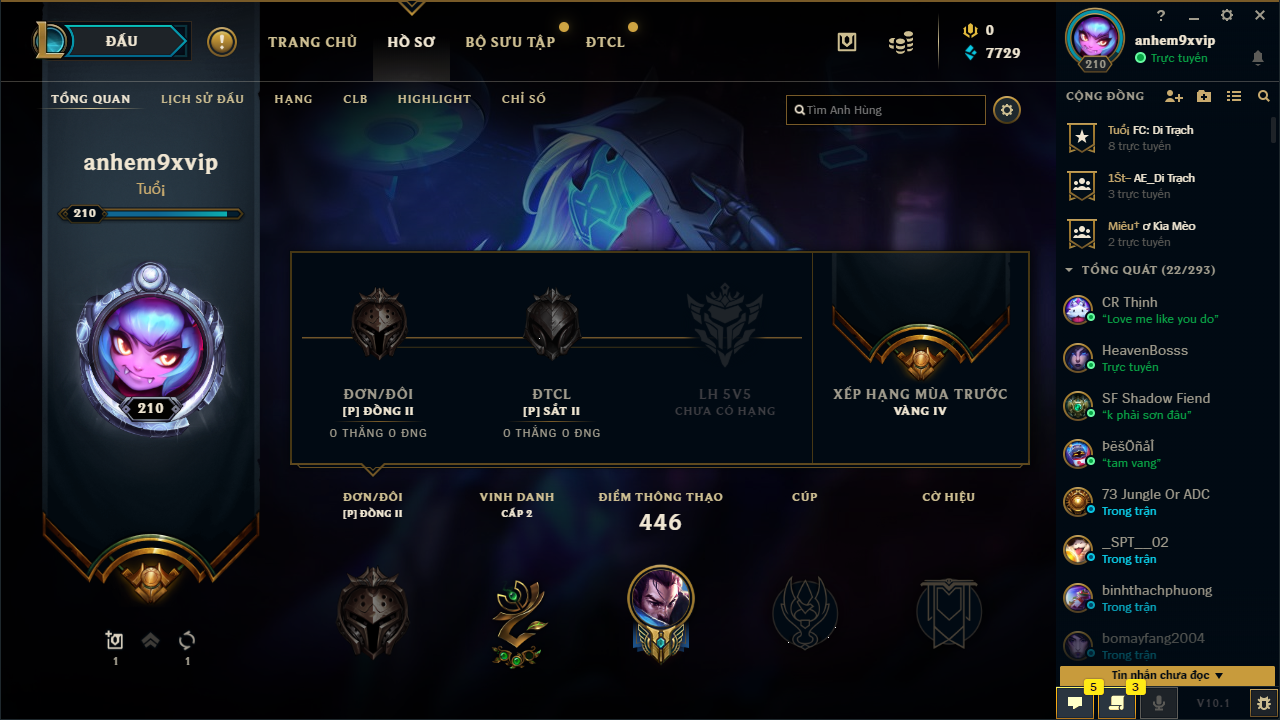 ĐẤU
TRANG CHỦ
HỒ SƠ
BỘ SƯU TẬP
ĐTCL
0
7729
?
anhem9xvip
Trực tuyến
210
TỔNG QUAN
LỊCH SỬ ĐẤU
HẠNG
CLB
HIGHLIGHT
CHỈ SỐ
Tìm Anh Hùng
anhem9xvip
Tuổ¡
210
210
1
1
ĐƠN/ĐÔI
[P] ĐỒNG II
0 THẮNG 0 ĐNG
ĐTCL
[P] SẮT II
0 THẮNG 0 ĐNG
LH 5V5
CHƯA CÓ HẠNG
XẾP HẠNG MÙA TRƯỚC
VÀNG IV
ĐƠN/ĐÔI
[P] ĐỒNG II
VINH DANH
CẤP 2
ĐIỂM THÔNG THẠO
446
CÚP
CỜ HIỆU
CỘNG ĐỒNG
Tuổ¡ FC: Di Trạch
8 trực tuyến
1Št~ AE_Di Trạch
3 trực tuyến
Miêu† ơ Kìa Mèo
2 trực tuyến
TỔNG QUÁT (22/293)
CR Thịnh
“Love me like you do”
HeavenBosss
Trực tuyến
SF Shadow Fiend
“k phải sơn đâu”
ÞëšÕñåÎ
“tam vang”
73 Jungle Or ADC
Trong trận
_SPT__02
Trong trận
binhthachphuong
Trong trận
bomayfang2004
Trong trận
Tin nhắn chưa đọc
5
3
V10.1